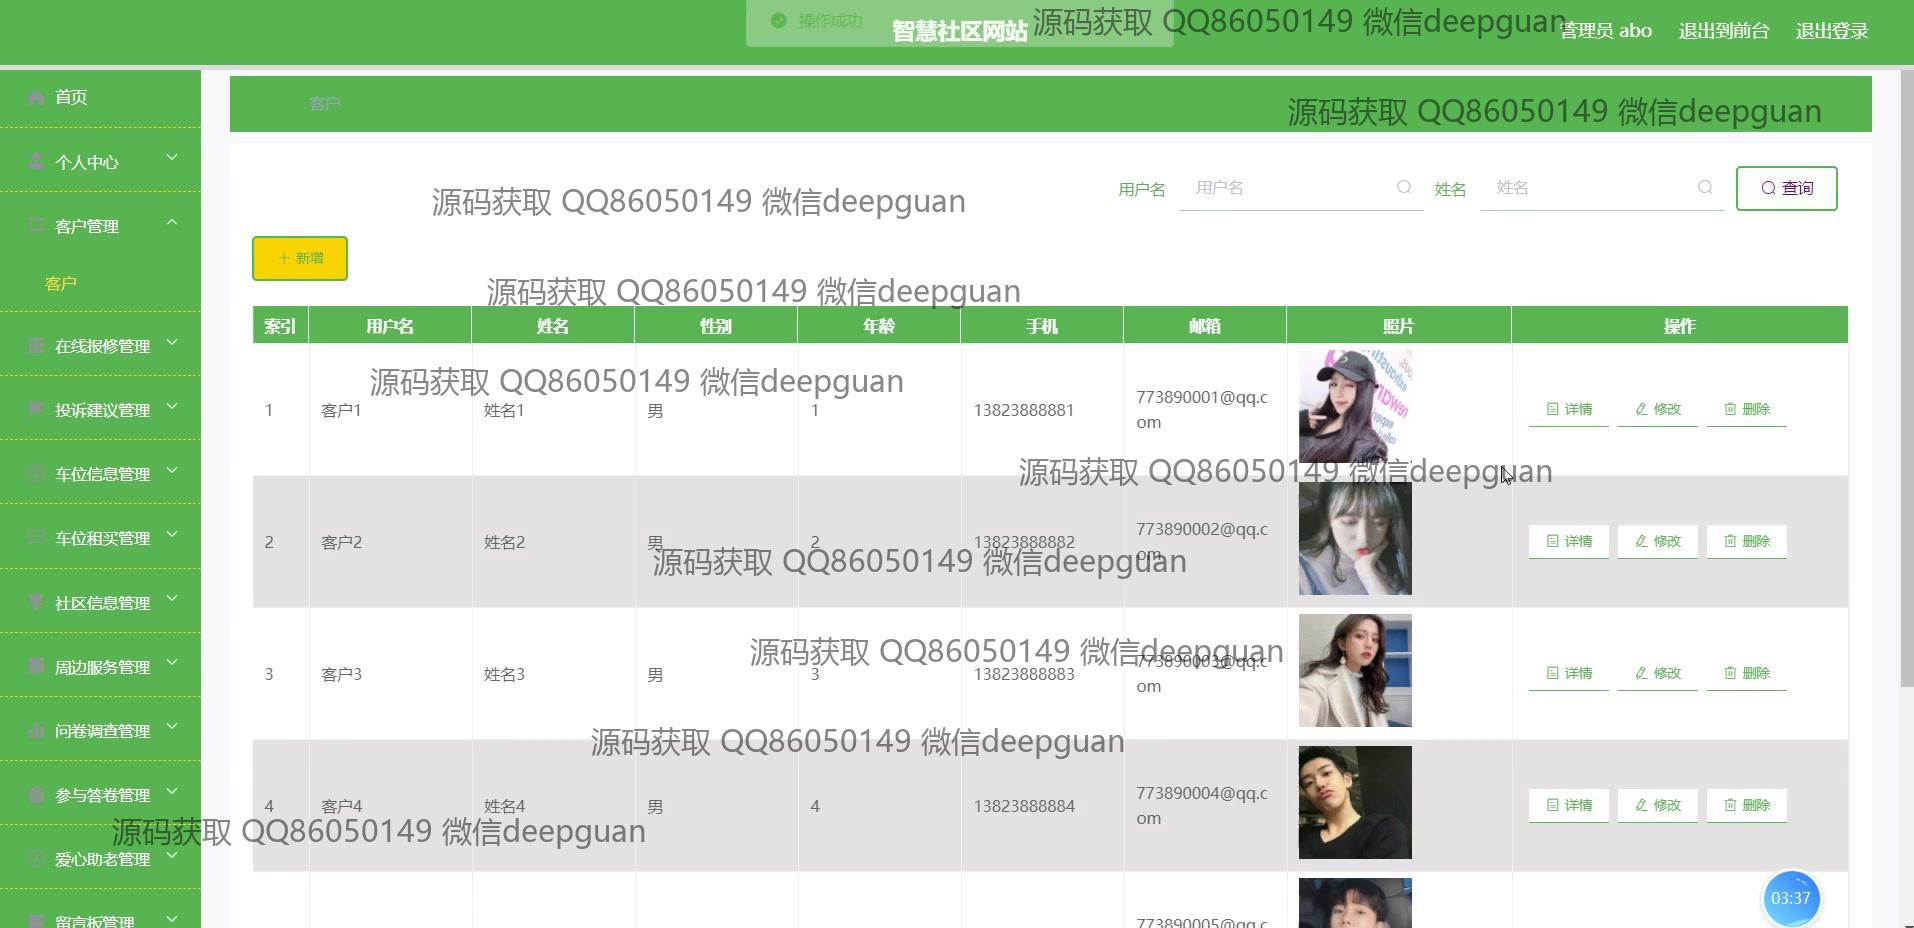 操作成功
智慧社区网站
源码获取 QQ86050149 微信deepguan
管理员 abo
退出到前台
退出登录
首页
个人中心
客户管理
客户
在线报修管理
投诉建议管理
车位信息管理
车位租买管理
社区信息管理
周边服务管理
问卷调查管理
参与答卷管理
爱心助老管理
留言板管理
客户
源码获取 QQ86050149 微信deepguan
源码获取 QQ86050149 微信deepguan
用户名 用户名 姓名 姓名 查询
新增
源码获取 QQ86050149 微信deepguan
索引 用户名 姓名 性别 年龄 手机 邮箱 照片 操作
源码获取 QQ86050149 微信deepguan
1 客户1 姓名1 男 1 13823888881 773890001@qq.c
om
详情 修改 删除
源码获取 QQ86050149 微信deepguan
2 客户2 姓名2 男 2 13823888882 773890002@qq.c
om
详情 修改 删除
源码获取 QQ86050149 微信deepguan
源码获取 QQ86050149 微信deepguan
3 客户3 姓名3 男 3 13823888883 773890003@qq.c
om
详情 修改 删除
源码获取 QQ86050149 微信deepguan
4 客户4 姓名4 男 4 13823888884 773890004@qq.c
om
详情 修改 删除
源码获取 QQ86050149 微信deepguan
773890005@qq.c
03:37